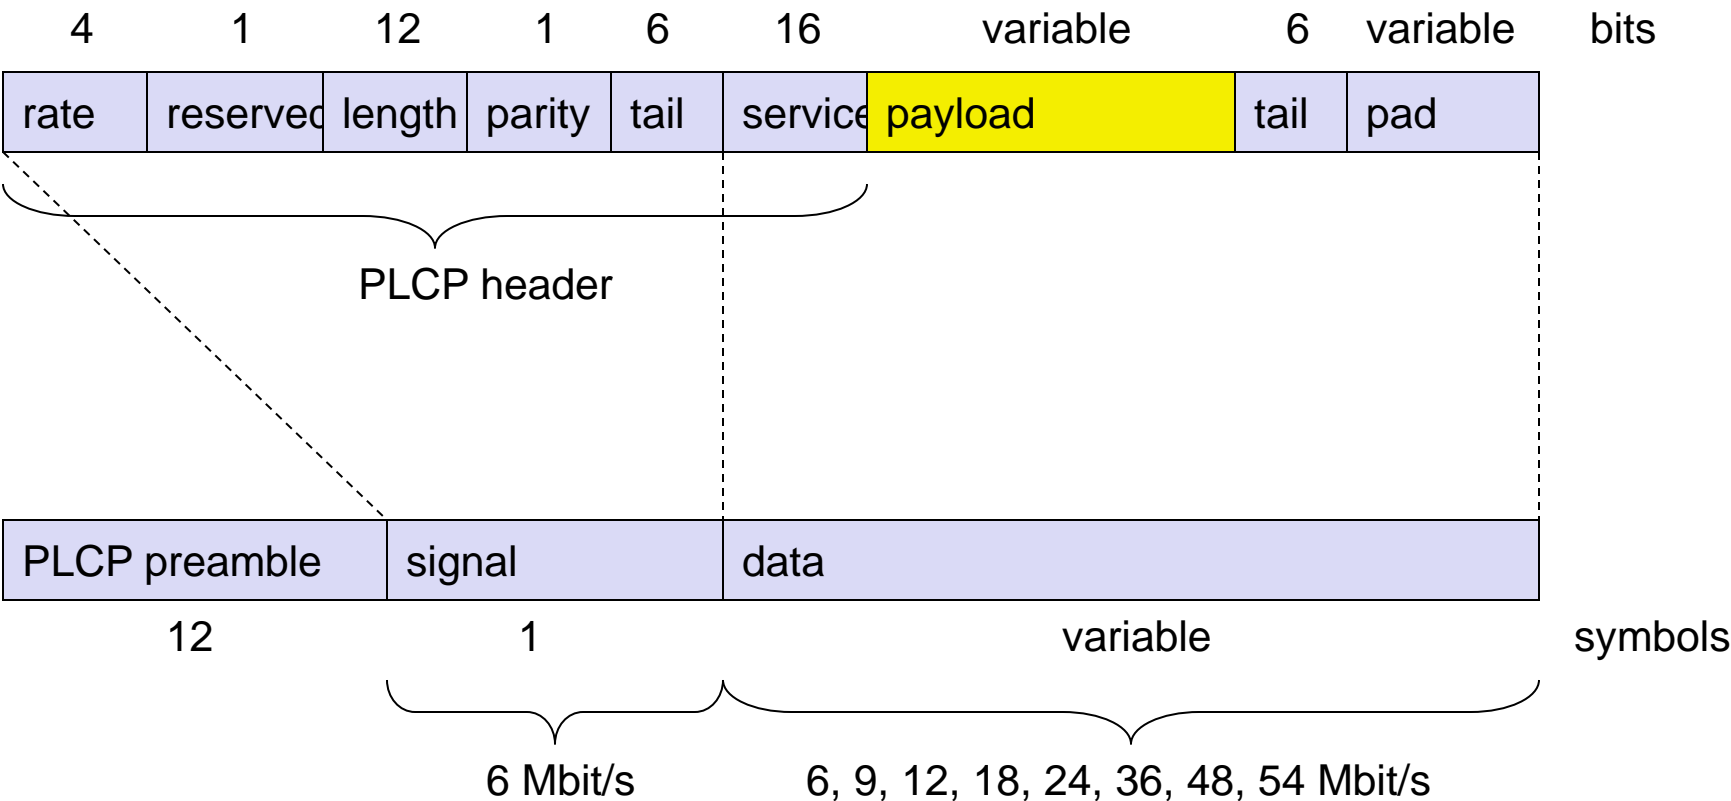 4 1 12 1 6 16 variable 6 variable bits
rate reserved length parity tail service payload tail pad
PLCP header
PLCP preamble signal data
12 1 variable symbols
6 Mbit/s 6, 9, 12, 18, 24, 36, 48, 54 Mbit/s